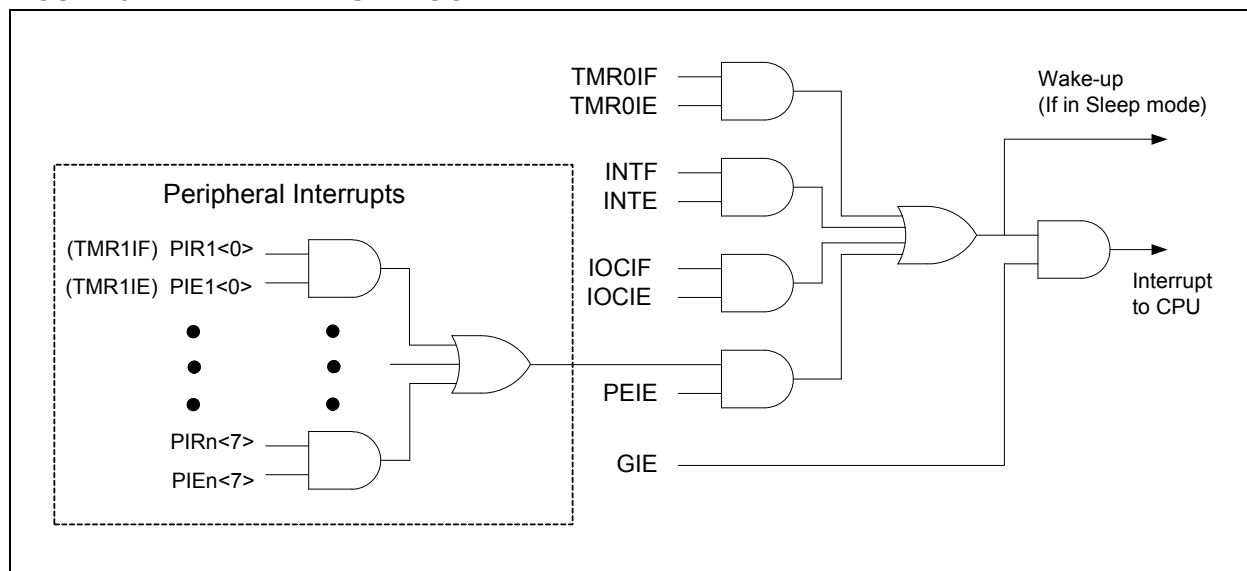 TMR0IF
TMR0IE
Wake-up
(If in Sleep mode)
INTF
INTE
Peripheral Interrupts
(TMR1IF) PIR1<0>
(TMR1IE) PIE1<0>
IOCIF
IOCIE
Interrupt
to CPU
PEIE
PIRn<7>
PIEn<7>
GIE